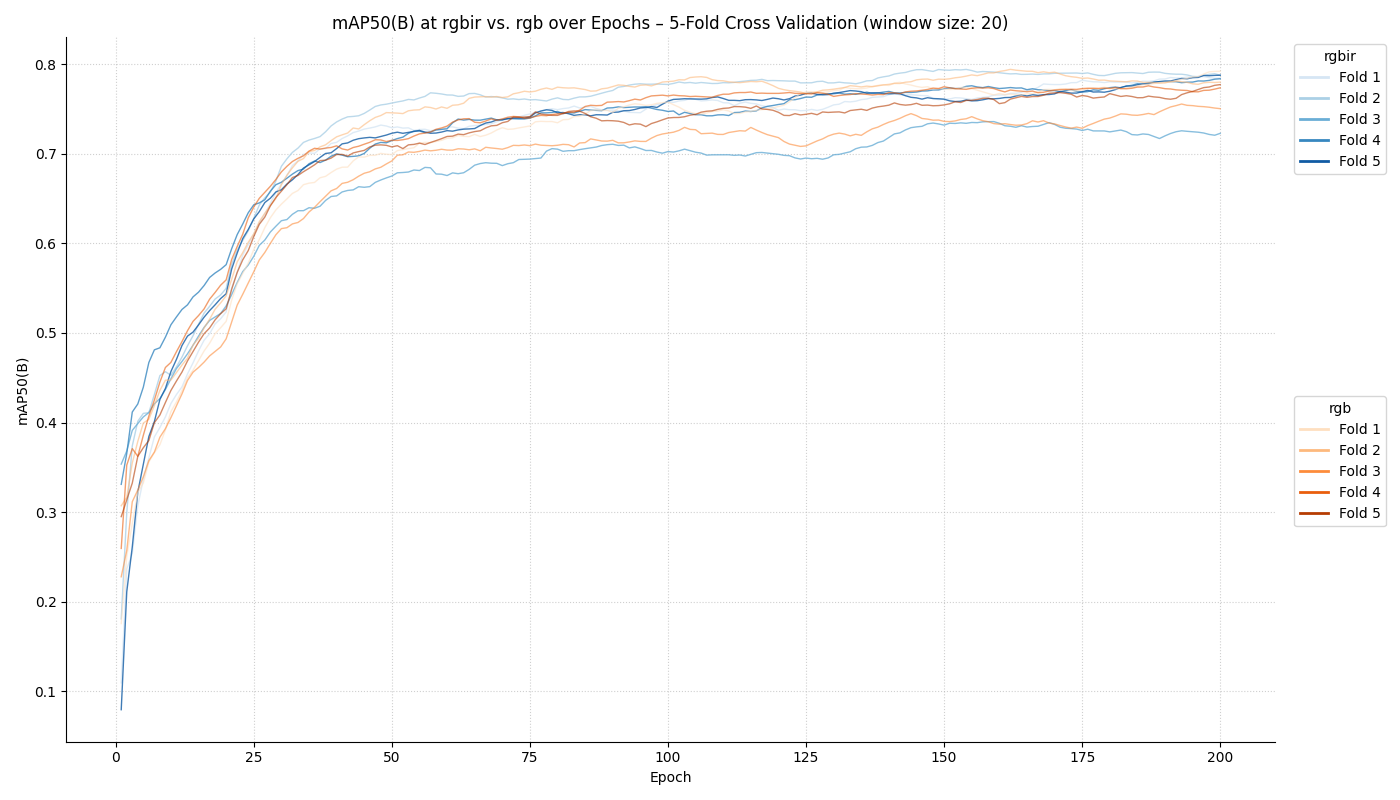 mAP50(B) at rgbir vs. rgb over Epochs – 5-Fold Cross Validation (window size: 20)
mAP50(B)
0.8
0.7
0.6
0.5
0.4
0.3
0.2
0.1
0 25 50 75 100 125 150 175 200
Epoch
rgbir
Fold 1
Fold 2
Fold 3
Fold 4
Fold 5
rgb
Fold 1
Fold 2
Fold 3
Fold 4
Fold 5